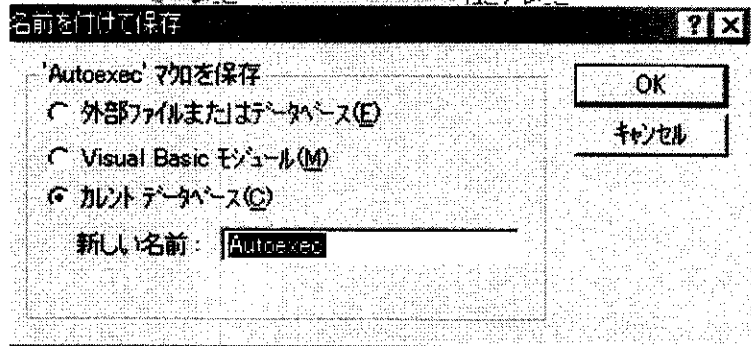 名前を付けて保存
'Autoexec' マクロを保存
OK
外部ファイルまたはデータベース(E)
キャンセル
Visual Basic モジュール(M)
カレント データベース(C)
新しい名前: Autoexec